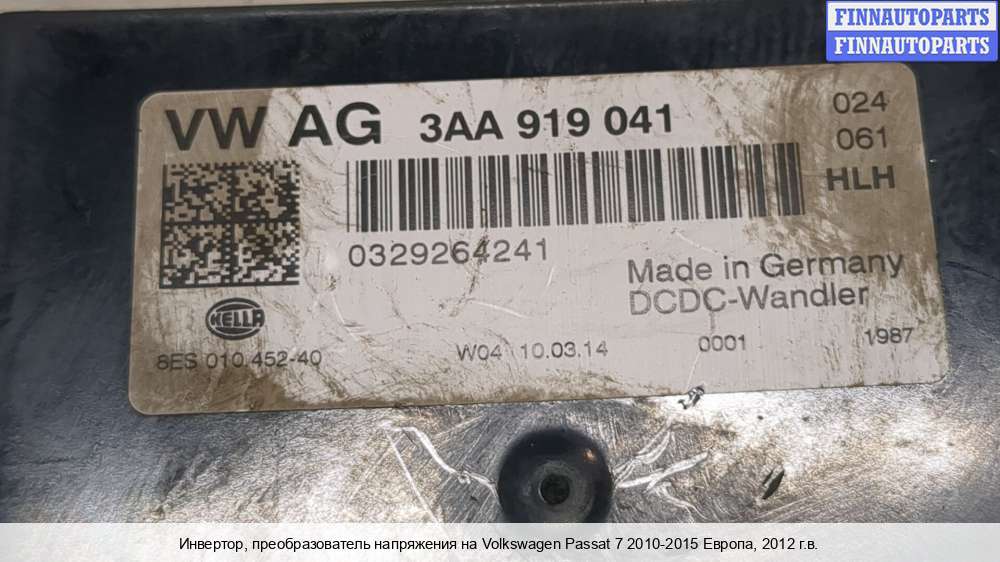 FINNAUTOPARTS
FINNAUTOPARTS
VW AG 3AA 919 041
024
061
HLH
0329264241
Made in Germany
DCDC-Wandler
HELLA
8ES 010.452-40
W04 10.03.14 0001 1987
Инвертор, преобразователь напряжения на Volkswagen Passat 7 2010-2015 Европа, 2012 г.в.